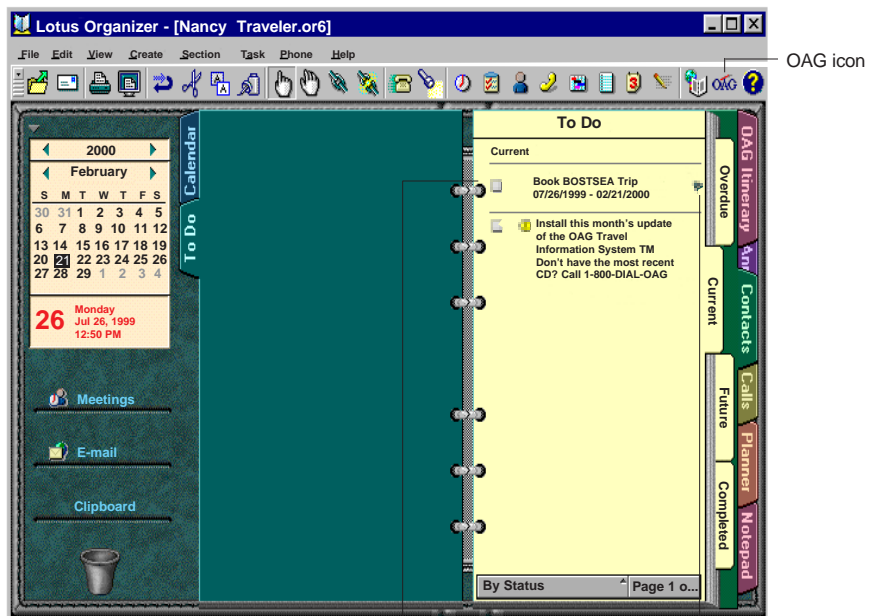 Lotus Organizer - [Nancy Traveler.or6]
File Edit View Create Section Task Phone Help
OAG icon
OAG
3
2000
February
S M T W T F S
30 31 1 2 3 4 5
6 7 8 9 10 11 12
13 14 15 16 17 18 19
20 21 22 23 24 25 26
27 28 29 1 2 3 4
26
Monday
Jul 26, 1999
12:50 PM
Meetings
E-mail
Clipboard
Calendar
To Do
To Do
Current
Book BOSTSEA Trip
07/26/1999 - 02/21/2000
Install this month's update
of the OAG Travel
Information System TM
Don't have the most recent
CD? Call 1-800-DIAL-OAG
By Status
Page 1 o...
Overdue
Current
Future
Completed
OAG Itinerary
Ann
Contacts
Calls
Planner
Notepad